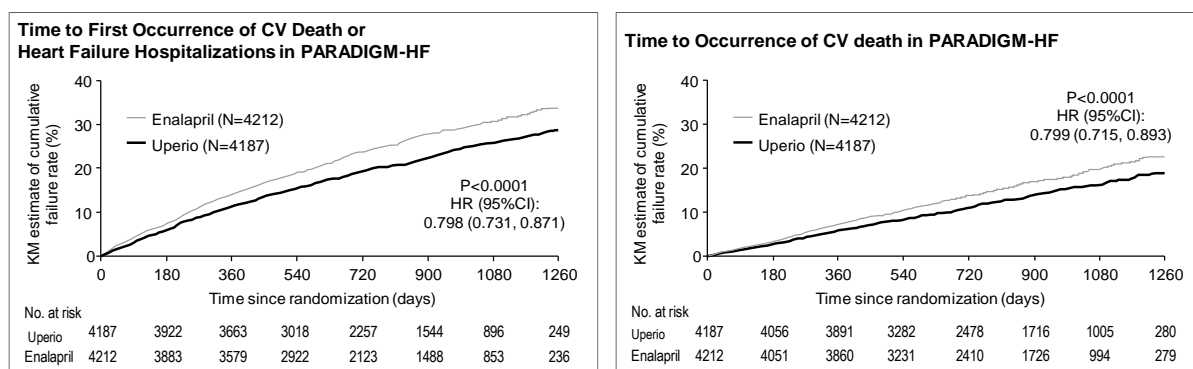 Time to First Occurrence of CV Death or
Heart Failure Hospitalizations in PARADIGM-HF
KM estimate of cumulative
failure rate (%)
40
30
20
10
0
Enalapril (N=4212)
Uperio (N=4187)
P<0.0001
HR (95%CI):
0.798 (0.731, 0.871)
0 180 360 540 720 900 1080 1260
Time since randomization (days)
No. at risk
Uperio 4187 3922 3663 3018 2257 1544 896 249
Enalapril 4212 3883 3579 2922 2123 1488 853 236
Time to Occurrence of CV death in PARADIGM-HF
KM estimate of cumulative
failure rate (%)
40
30
20
10
0
Enalapril (N=4212)
Uperio (N=4187)
P<0.0001
HR (95%CI):
0.799 (0.715, 0.893)
0 180 360 540 720 900 1080 1260
Time since randomization (days)
No. at risk
Uperio 4187 4056 3891 3282 2478 1716 1005 280
Enalapril 4212 4051 3860 3231 2410 1726 994 279